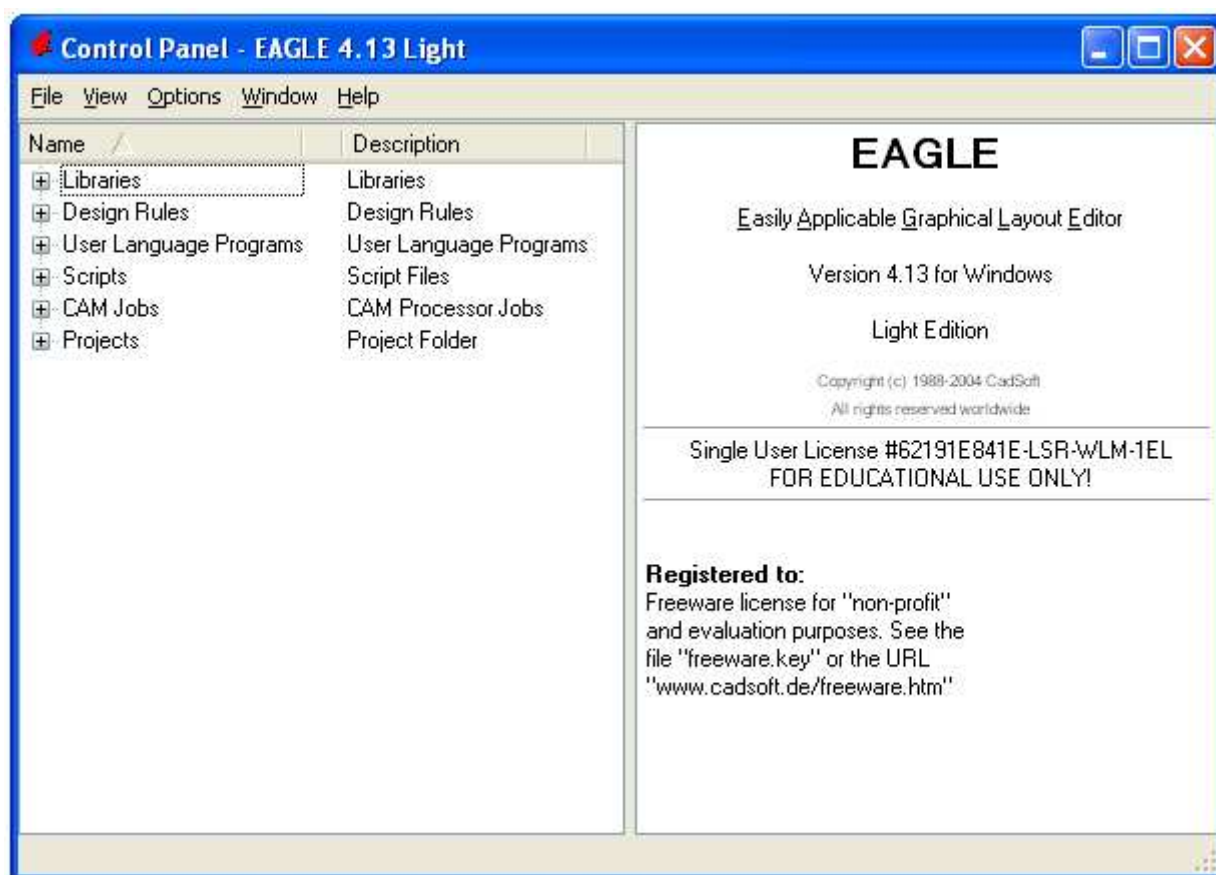 Control Panel - EAGLE 4.13 Light
File View Options Window Help
Name Description
Libraries Libraries
Design Rules Design Rules
User Language Programs User Language Programs
Scripts Script Files
CAM Jobs CAM Processor Jobs
Projects Project Folder
EAGLE
Easily Applicable Graphical Layout Editor
Version 4.13 for Windows
Light Edition
Copyright (c) 1988-2004 CadSoft
All rights reserved worldwide
Single User License #62191E841E-LSR-WLM-1EL
FOR EDUCATIONAL USE ONLY!
Registered to:
Freeware license for "non-profit"
and evaluation purposes. See the
file "freeware.key" or the URL
"www.cadsoft.de/freeware.htm"